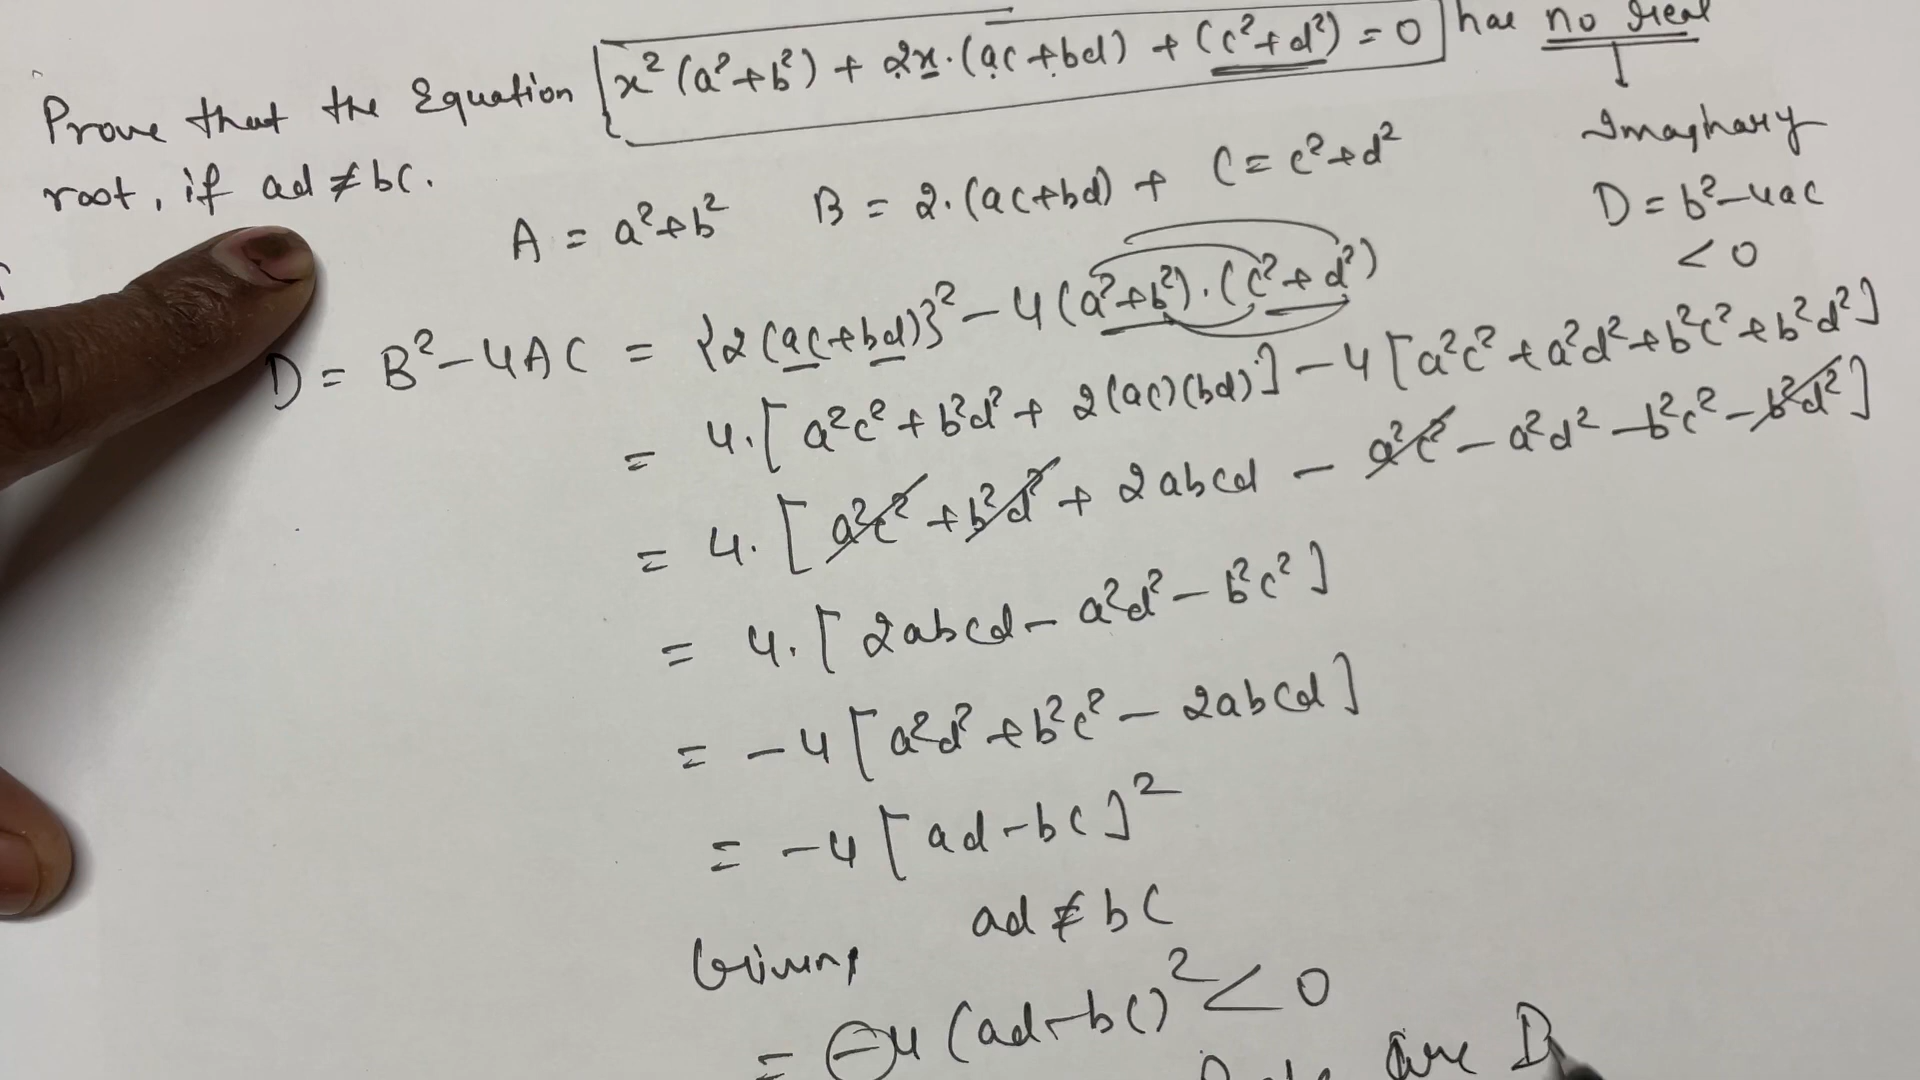 Prove that the Equation x²(a²+b²) + 2x.(ac+bd) + (c²+d²) = 0 has no real
root, if ad ≠ bc.
Imaginary
A = a²+b² B = 2.(ac+bd) + C = c²+d²
D = b²-4ac
< 0
D = B²-4AC = {2(ac+bd)}² - 4(a²+b²).(c²+d²)
= 4.[a²c²+b²d²+2(ac)(bd)] - 4[a²c²+a²d²+b²c²+b²d²]
= 4.[a²c²+b²d²+2abcd - a²c² - a²d² - b²c² - b²d²]
= 4.[2abcd - a²d² - b²c²]
= -4[a²d²+b²c² - 2abcd]
= -4[ad-bc]²
ad ≠ bc
= -4(ad-bc)² < 0
are D